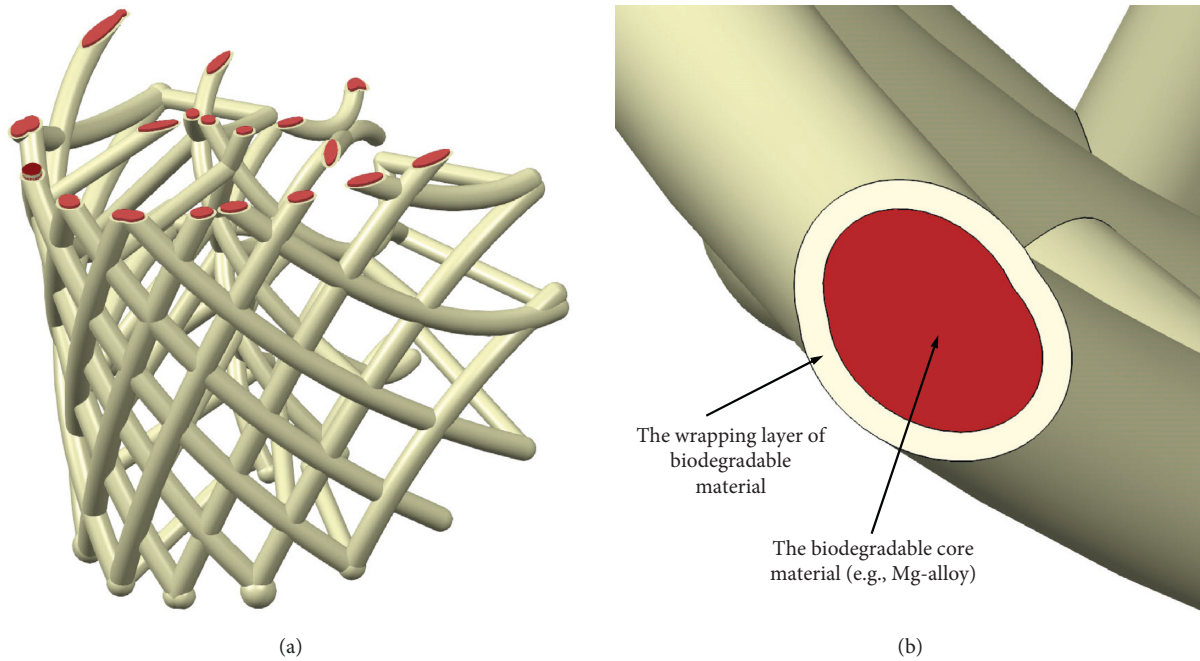 The wrapping layer of
biodegradable
material
The biodegradable core
material (e.g., Mg-alloy)
(a)
(b)